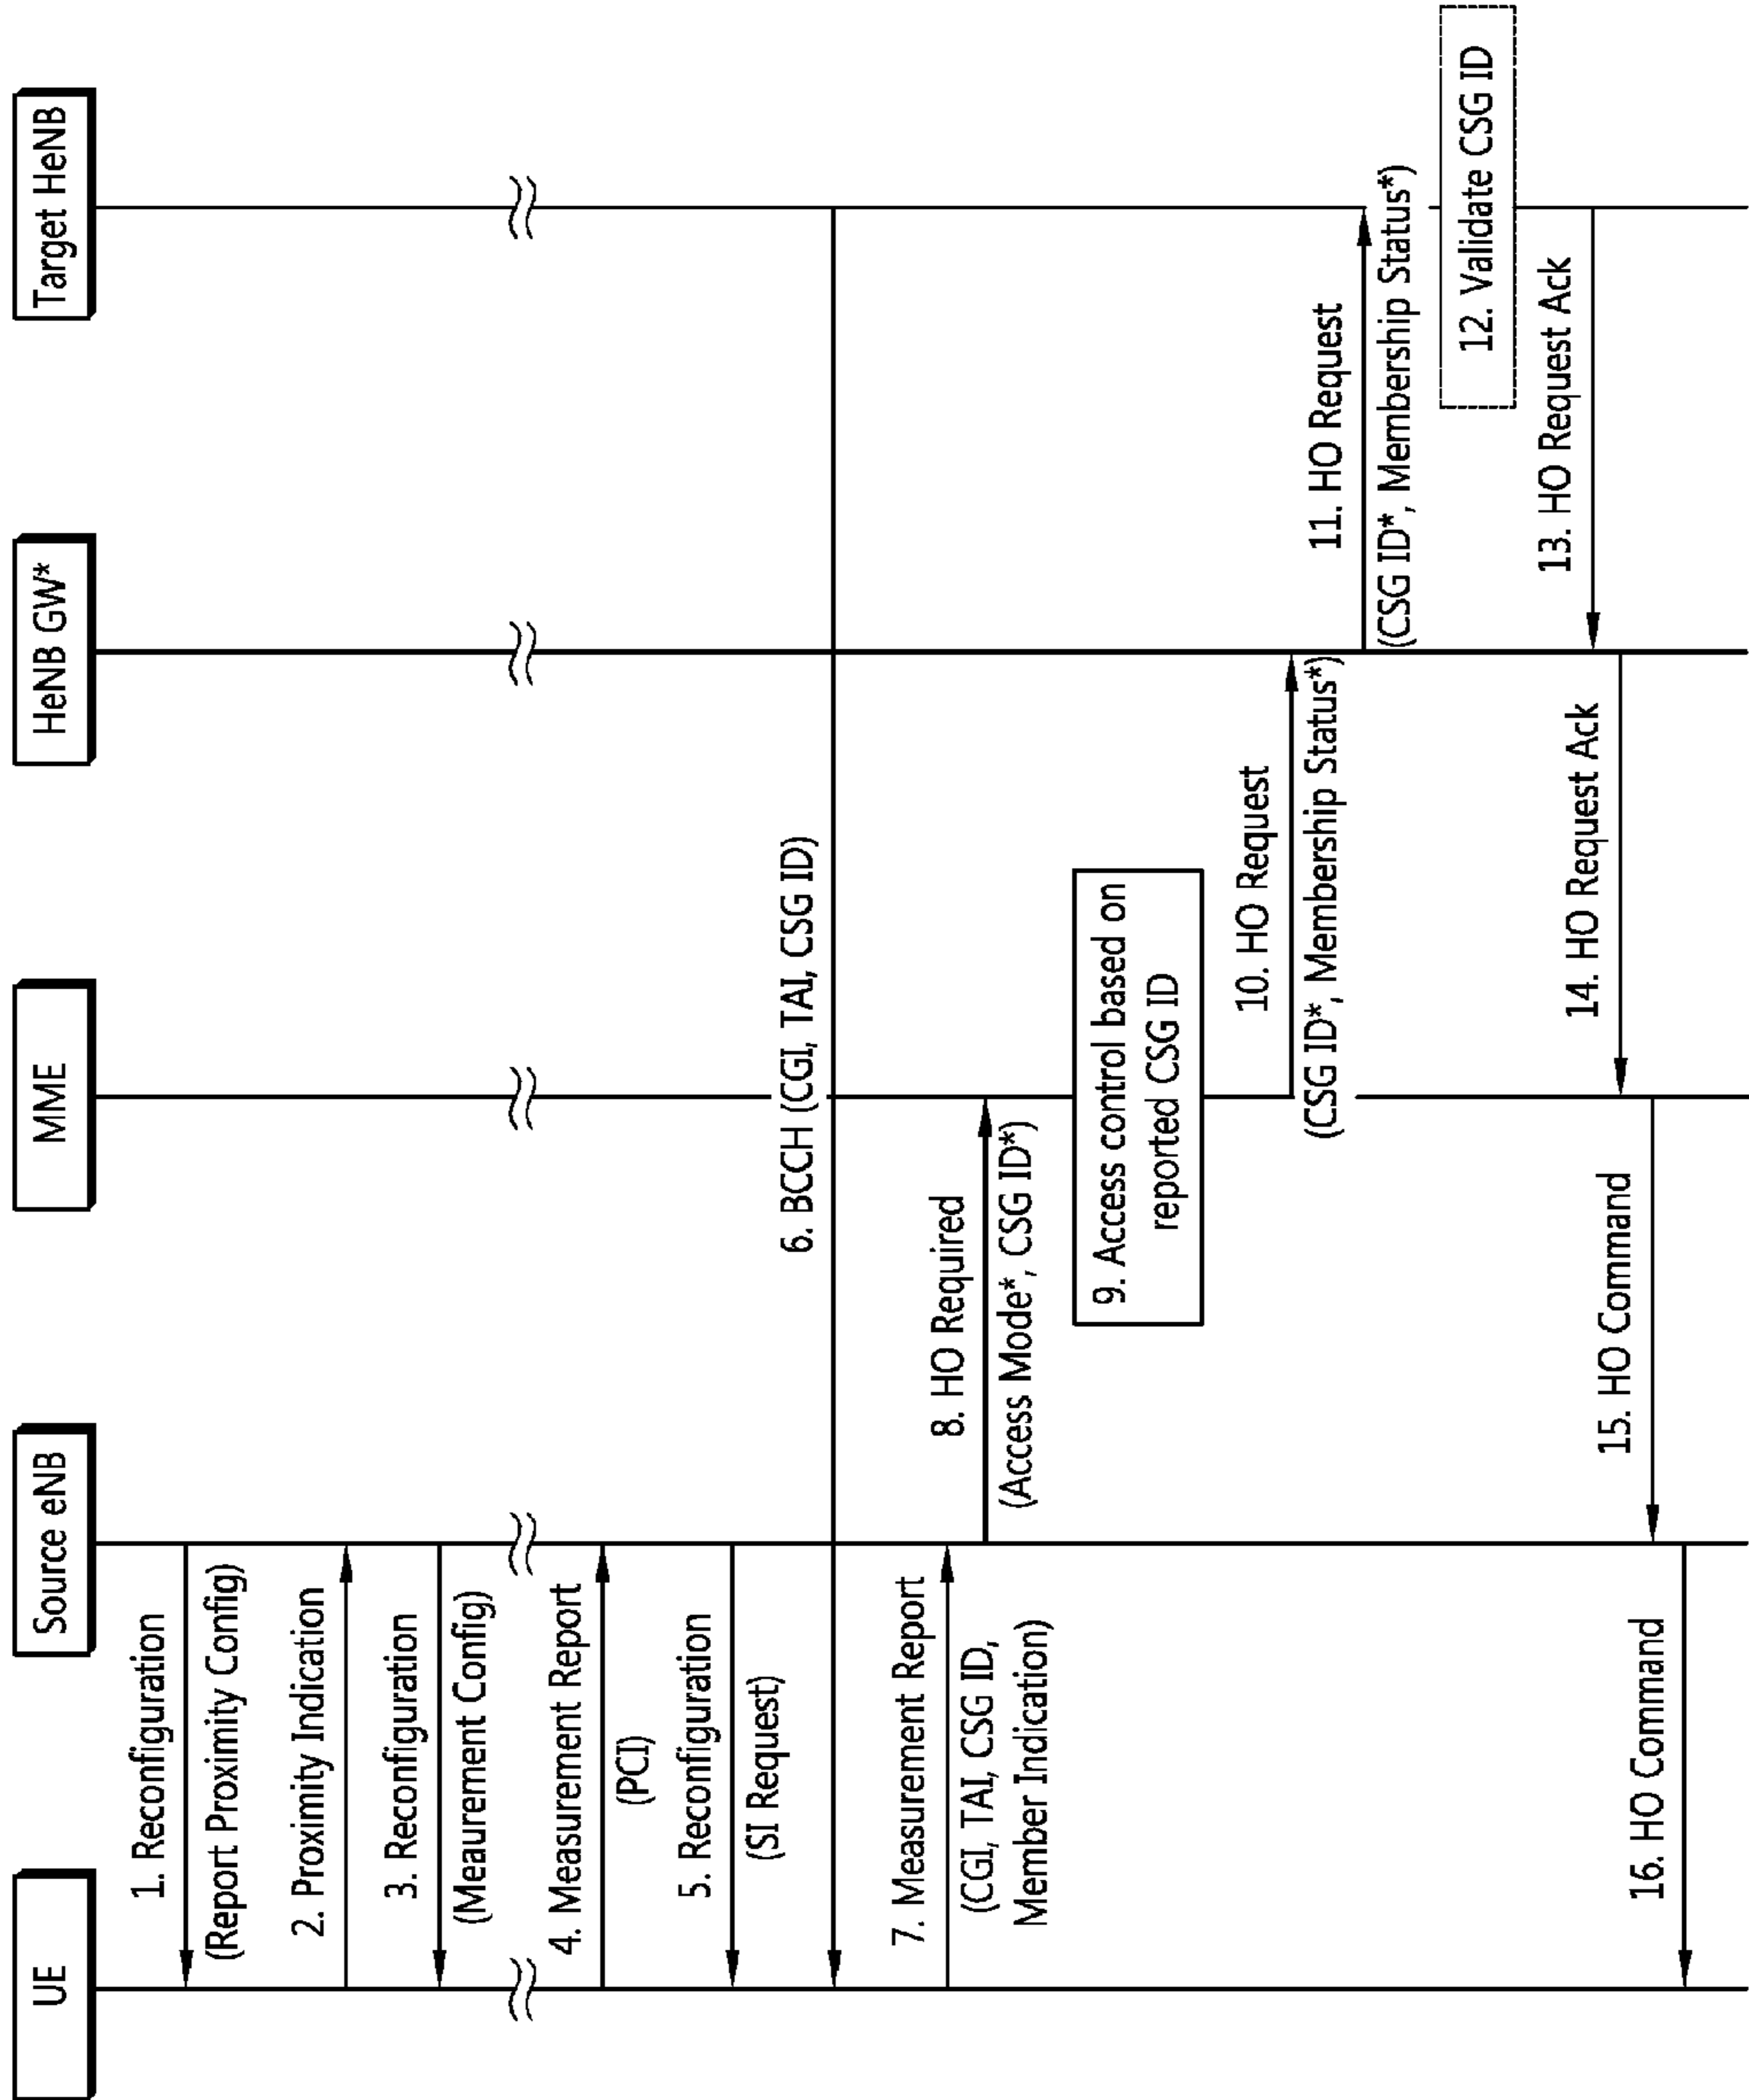 UE
Source eNB
MME
HeNB GW*
Target HeNB
1. Reconfiguration
(Report Proximity Config)
2. Proximity Indication
3. Reconfiguration
(Meaurement Config)
4. Measurement Report
(PCI)
5. Reconfiguration
(SI Request)
6. BCCH (CGI, TAI, CSG ID)
7. Measurement Report
(CGI, TAI, CSG ID,
Member Indication)
8. HO Required
(Access Mode*, CSG ID*)
9. Access control based on
reported CSG ID
10. HO Request
(CSG ID*, Membership Status*)
11. HO Request
(CSG ID*, Membership Status*)
12. Validate CSG ID
13. HO Request Ack
14. HO Request Ack
15. HO Command
16. HO Command